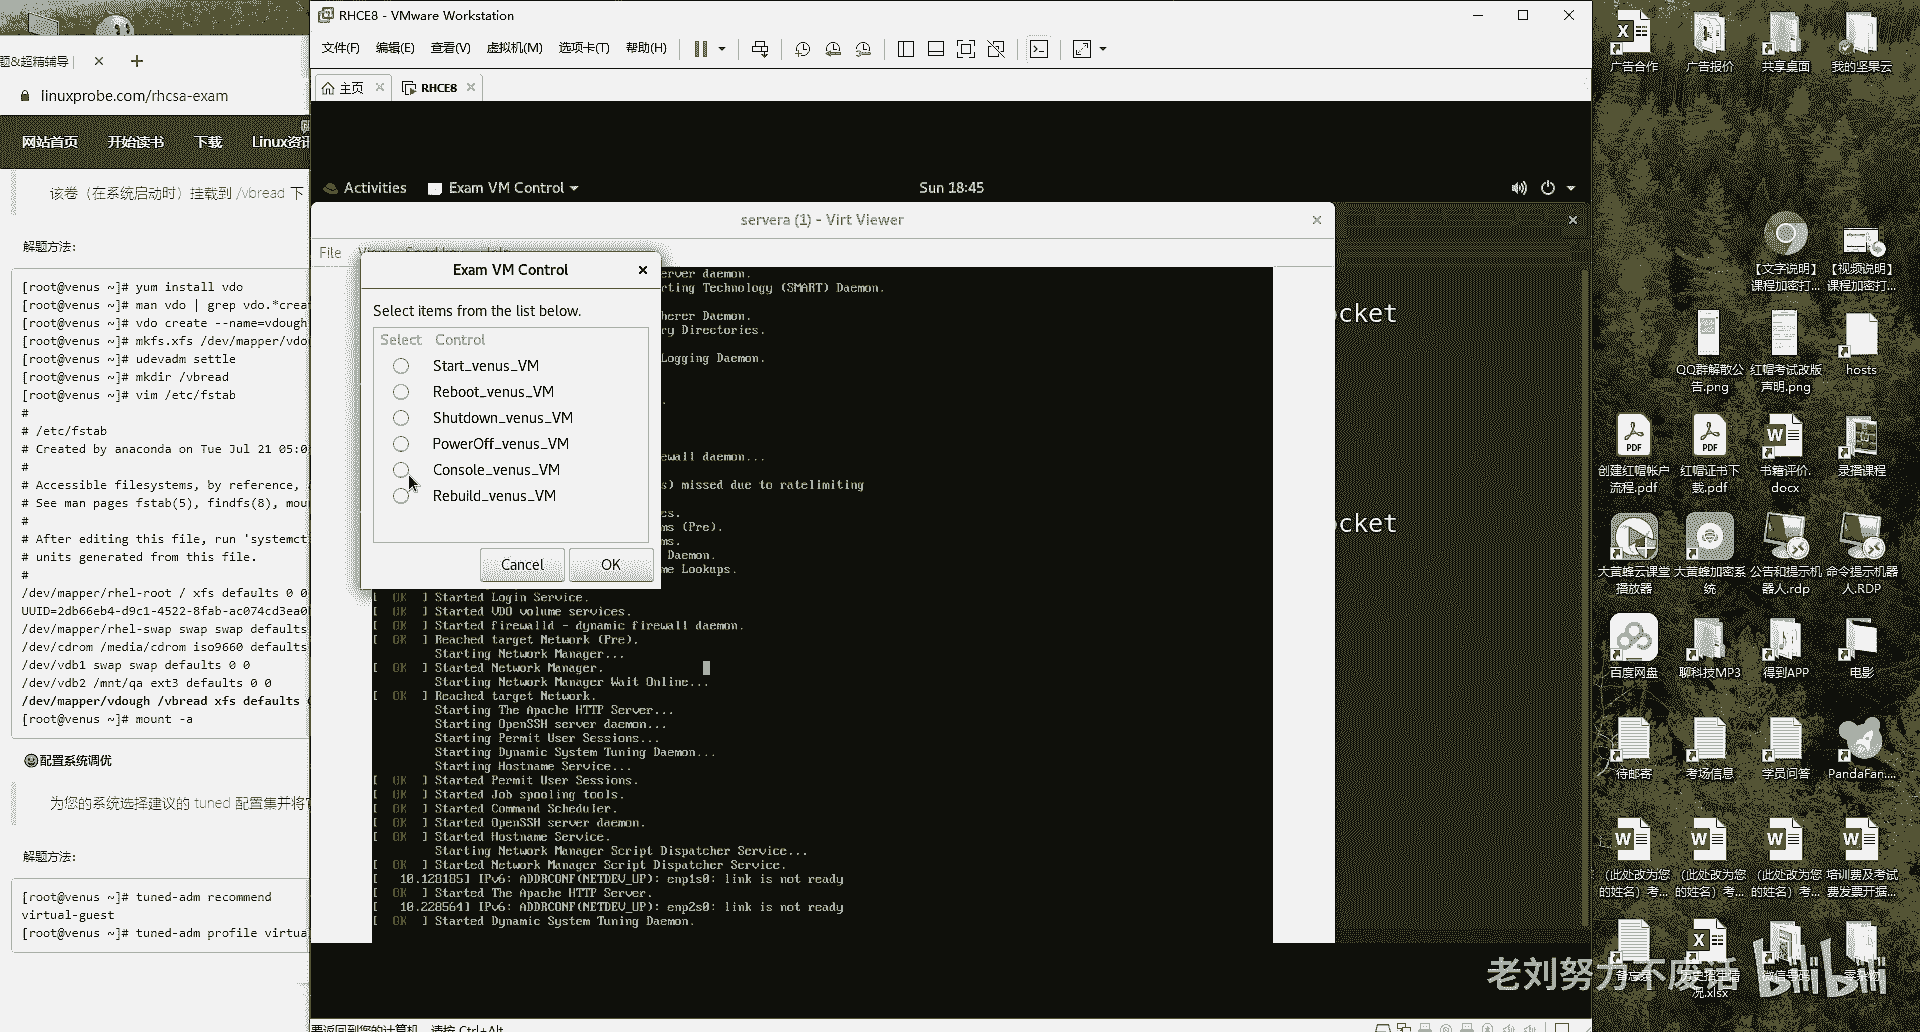 RHCE8 - VMware Workstation
文件(F) 编辑(E) 查看(V) 虚拟机(M) 选项卡(T) 帮助(H)
主页 RHCE8
题&超精辅导
linuxprobe.com/rhcsa-exam
网站首页 开始读书 下载 Linux资讯
该卷（在系统启动时）挂载到 /vbread 下
解题方法:
[root@venus ~]# yum install vdo
[root@venus ~]# man vdo | grep vdo.*crea
[root@venus ~]# vdo create --name=vdough
[root@venus ~]# mkfs.xfs /dev/mapper/vdo
[root@venus ~]# udevadm settle
[root@venus ~]# mkdir /vbread
[root@venus ~]# vim /etc/fstab
#
# /etc/fstab
# Created by anaconda on Tue Jul 21 05:0
#
# Accessible filesystems, by reference,
# See man pages fstab(5), findfs(8), mou
#
# After editing this file, run 'systemct
# units generated from this file.
#
/dev/mapper/rhel-root / xfs defaults 0 0
UUID=2db66eb4-d9c1-4522-8fab-ac074cd3ea0
/dev/mapper/rhel-swap swap swap defaults
/dev/cdrom /media/cdrom iso9660 defaults
/dev/vdb1 swap swap defaults 0 0
/dev/vdb2 /mnt/qa ext3 defaults 0 0
/dev/mapper/vdough /vbread xfs defaults
[root@venus ~]# mount -a
配置系统调优
为您的系统选择建议的 tuned 配置集并将
解题方法:
[root@venus ~]# tuned-adm recommend
virtual-guest
[root@venus ~]# tuned-adm profile virtua
Activities Exam VM Control Sun 18:45
servera (1) - Virt Viewer
File
Exam VM Control
Select items from the list below.
Select Control
Start_venus_VM
Reboot_venus_VM
Shutdown_venus_VM
PowerOff_venus_VM
Console_venus_VM
Rebuild_venus_VM
Cancel OK
erver daemon.
rting Technology (SMART) Daemon.
herer Daemon.
ry Directories.
Logging Daemon.
ewall daemon...
s) missed due to ratelimiting
es.
ms (Pre).
ms.
Daemon.
me Lookups.
[ OK ] Started Login Service.
[ OK ] Started VDO volume services.
[ OK ] Started firewalld - dynamic firewall daemon.
[ OK ] Reached target Network (Pre).
Starting Network Manager...
[ OK ] Started Network Manager.
Starting Network Manager Wait Online...
[ OK ] Reached target Network.
Starting The Apache HTTP Server...
Starting OpenSSH server daemon...
Starting Permit User Sessions...
Starting Dynamic System Tuning Daemon...
Starting Hostname Service...
[ OK ] Started Permit User Sessions.
[ OK ] Started Job spooling tools.
[ OK ] Started Command Scheduler.
[ OK ] Started OpenSSH server daemon.
[ OK ] Started Hostname Service.
Starting Network Manager Script Dispatcher Service...
[ OK ] Started Network Manager Script Dispatcher Service.
[ 10.128185] IPv6: ADDRCONF(NETDEV_UP): enp1s0: link is not ready
[ OK ] Started The Apache HTTP Server.
[ 10.228564] IPv6: ADDRCONF(NETDEV_UP): enp2s0: link is not ready
[ OK ] Started Dynamic System Tuning Daemon.
ocket
ocket
要返回到您的计算机，请按 Ctrl+Alt
广告合作 广告报价 共享桌面 我的坚果云
【文字说明】 【视频说明】
课程加密打... 课程加密打...
QQ群解散公 红帽考试改版 hosts
告.png 声明.png
创建红帽帐户 红帽证书下 书籍评价. 录播课程
流程.pdf 载.pdf docx
大黄蜂云课堂 大黄蜂加密系 公告和提示机 命令提示机器
播放器 统 器人.rdp 人.RDP
百度网盘 聊科技MP3 得到APP 电影
待邮寄 考场信息 学员问答 PandaFan....
（此处改为您 （此处改为您 （此处改为您 培训费及考试
的姓名）考... 的姓名）考... 的姓名）考... 费发票开据...
老刘努力不废话 bilibili